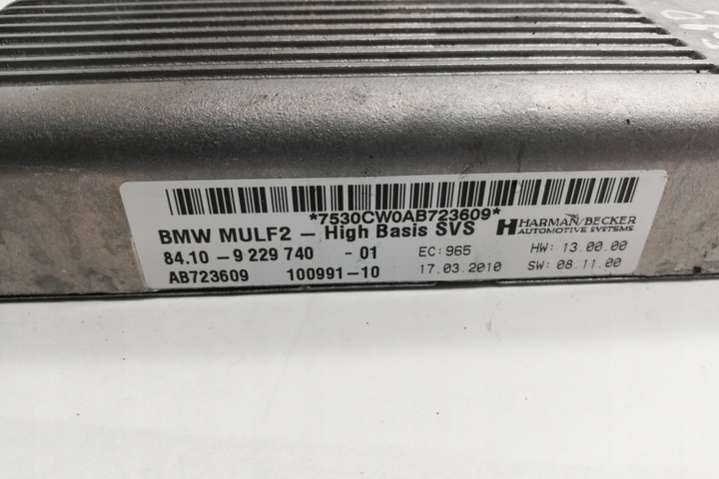 *7530CW0AB723609*
BMW MULF2 - High Basis SVS
HARMAN/BECKER
AUTOMOTIVE SYSTEMS
84.10 - 9 229 740 - 01 EC: 965 HW: 13.00.00
AB723609 100991-10 17.03.2010 SW: 08.11.00